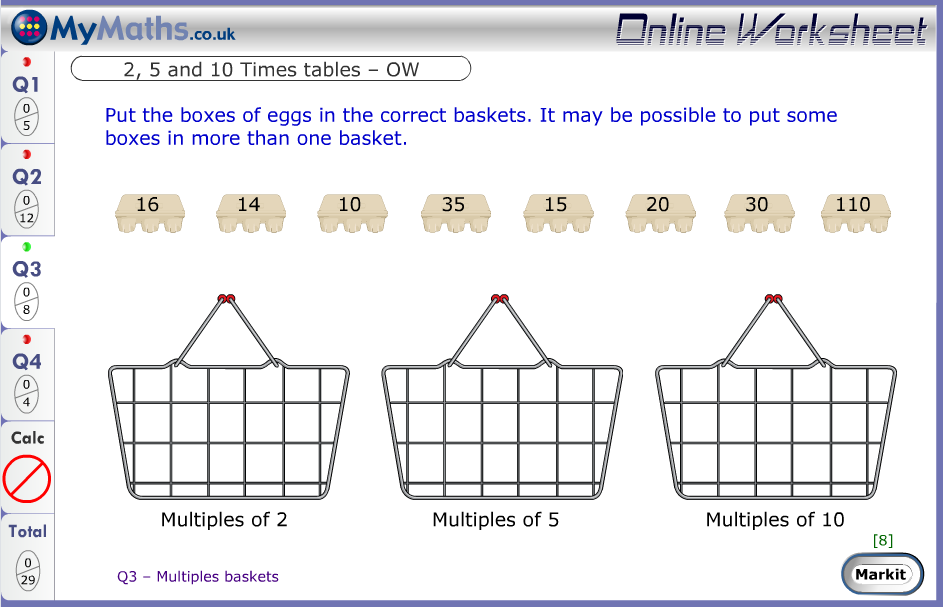 MyMaths.co.uk
Online Worksheet
2, 5 and 10 Times tables – OW
Q1
0
5
Q2
0
12
Q3
0
8
Q4
0
4
Calc
Total
0
29
Put the boxes of eggs in the correct baskets. It may be possible to put some
boxes in more than one basket.
16 14 10 35 15 20 30 110
Multiples of 2 Multiples of 5 Multiples of 10
[8]
Q3 – Multiples baskets
Markit